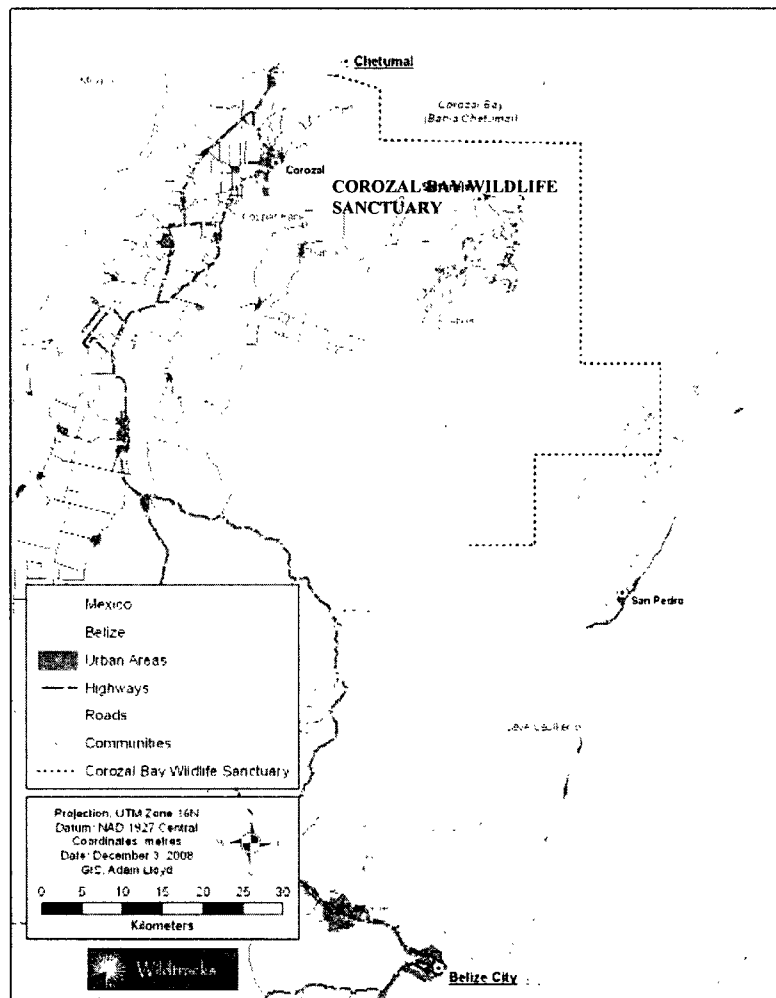 Chetumal
Corozal Bay
(Bahia Chetumal)
Corozal
COROZAL BAY WILDLIFE
SANCTUARY
San Pedro
Mexico
Belize
Urban Areas
Highways
Roads
Communities
Corozal Bay Wildlife Sanctuary
Projection: UTM Zone 16N
Datum: NAD 1927 Central
Coordinates: metres
Date: December 3, 2008
GIS: Adam Lloyd
0 5 10 15 20 25 30
Kilometers
Wildtracks
Belize City